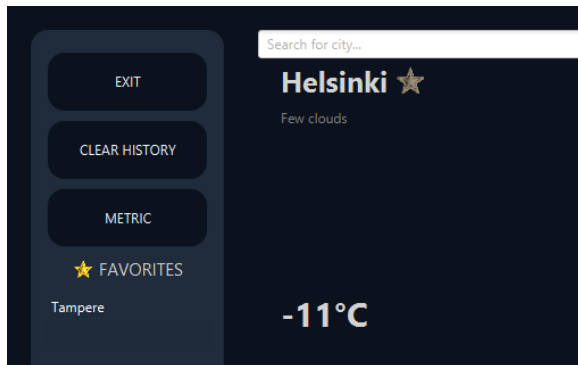 EXIT
CLEAR HISTORY
METRIC
FAVORITES
Tampere
Search for city...
Helsinki
Few clouds
-11°C